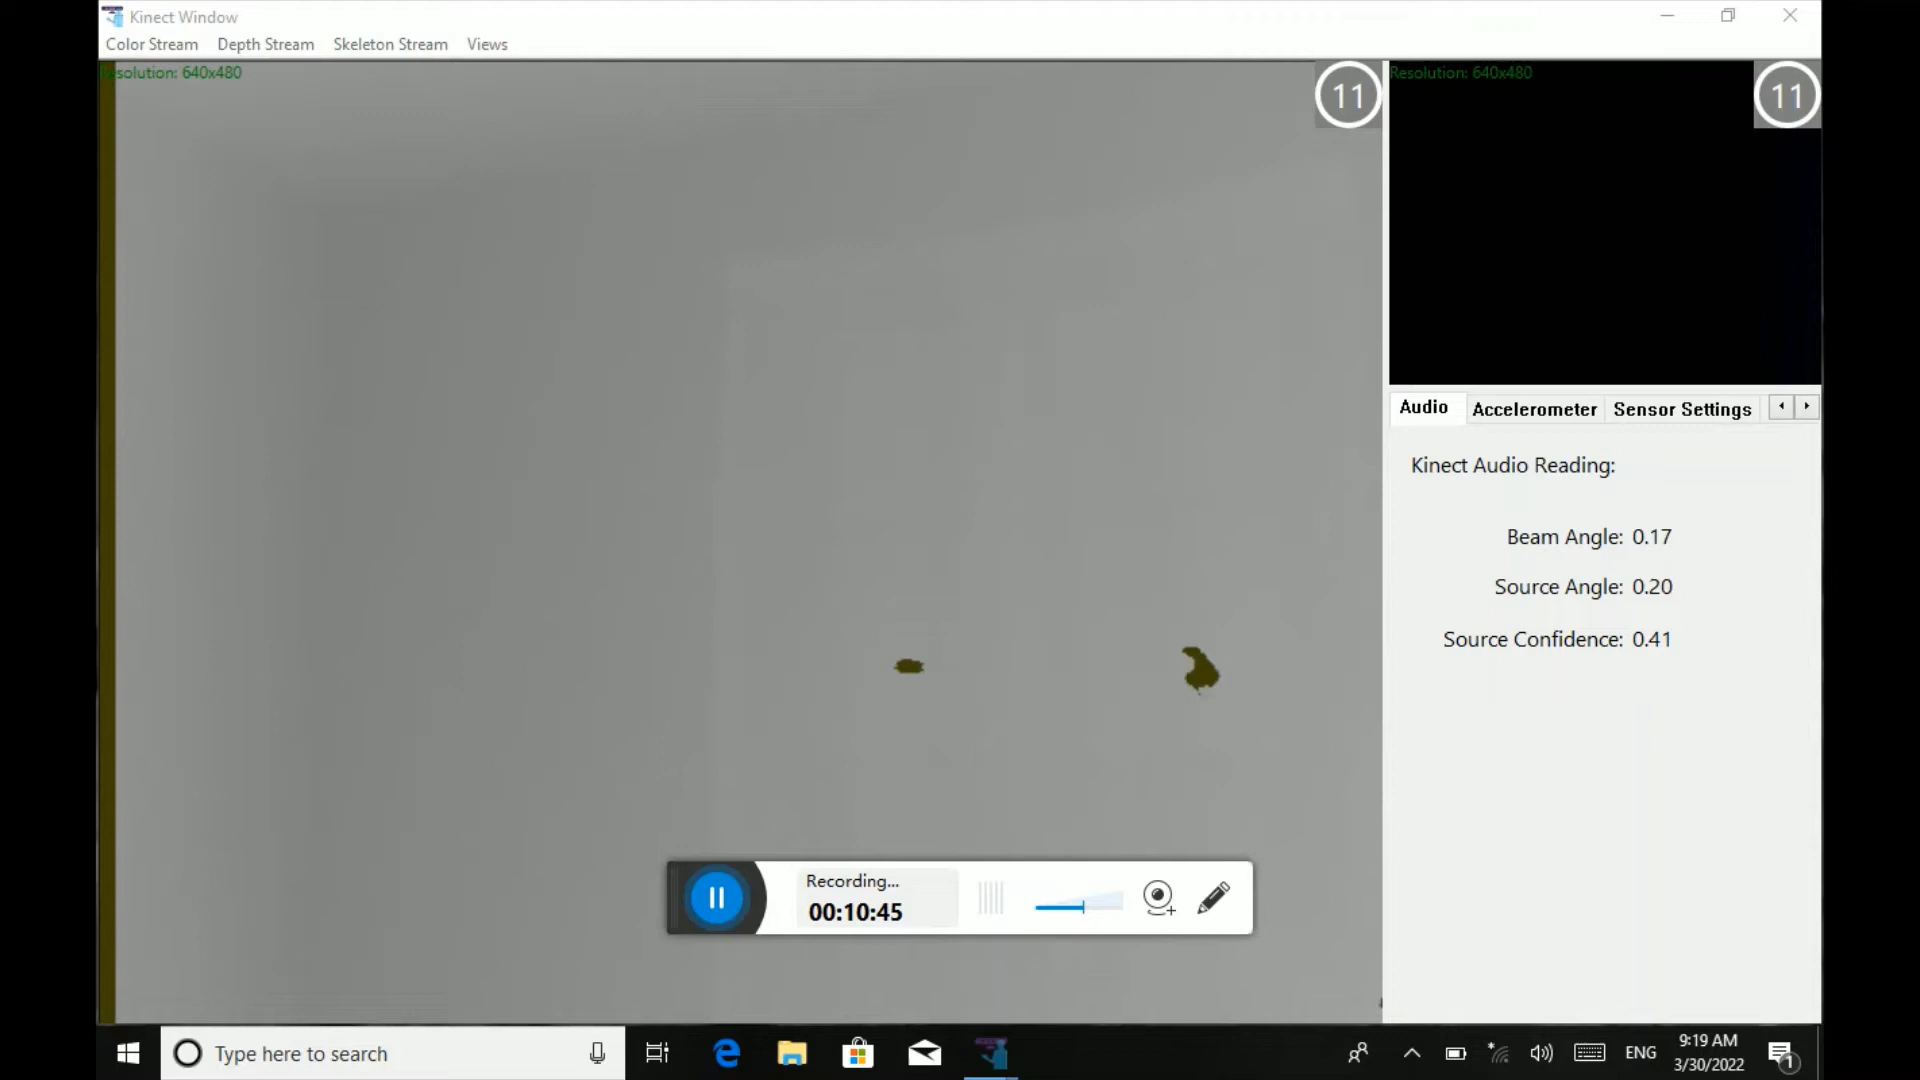 Kinect Window
Color Stream Depth Stream Skeleton Stream Views
esolution: 640x480
11
Resolution: 640x480
11
Audio Accelerometer Sensor Settings
Kinect Audio Reading:
Beam Angle: 0.17
Source Angle: 0.20
Source Confidence: 0.41
Recording...
00:10:45
Type here to search
ENG
9:19 AM
3/30/2022
1